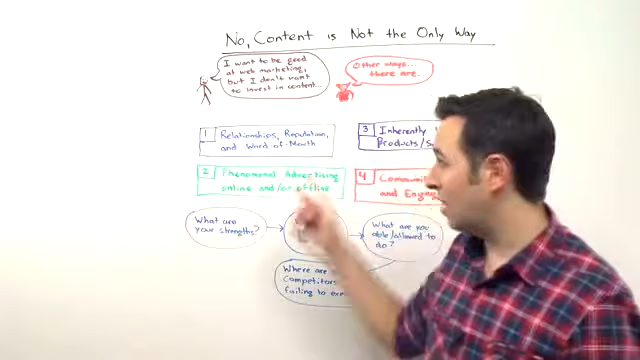 No, Content is Not the Only Way
I want to be good
at web marketing,
but I don't want
to invest in content...
Other ways...
there are.
1 Relationships, Reputation,
and Word-of-Mouth
2 Phenomenal Advertising
online and/or offline
3 Inherently
Products/
4
and
What are
your strengths?
What are you
able/allowed to
do?
Where are
Competitors
failing to